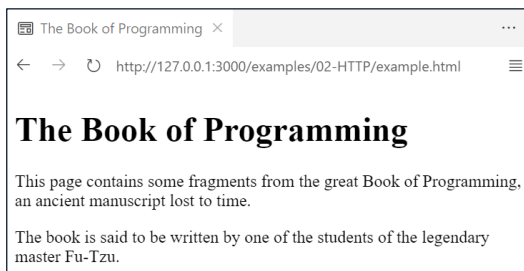 The Book of Programming
http://127.0.0.1:3000/examples/02-HTTP/example.html
The Book of Programming
This page contains some fragments from the great Book of Programming,
an ancient manuscript lost to time.
The book is said to be written by one of the students of the legendary
master Fu-Tzu.